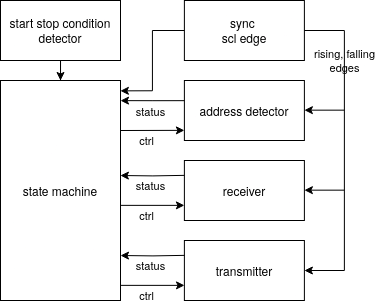 start stop condition
detector
sync
scl edge
rising, falling
edges
state machine
status
ctrl
address detector
status
ctrl
receiver
status
ctrl
transmitter